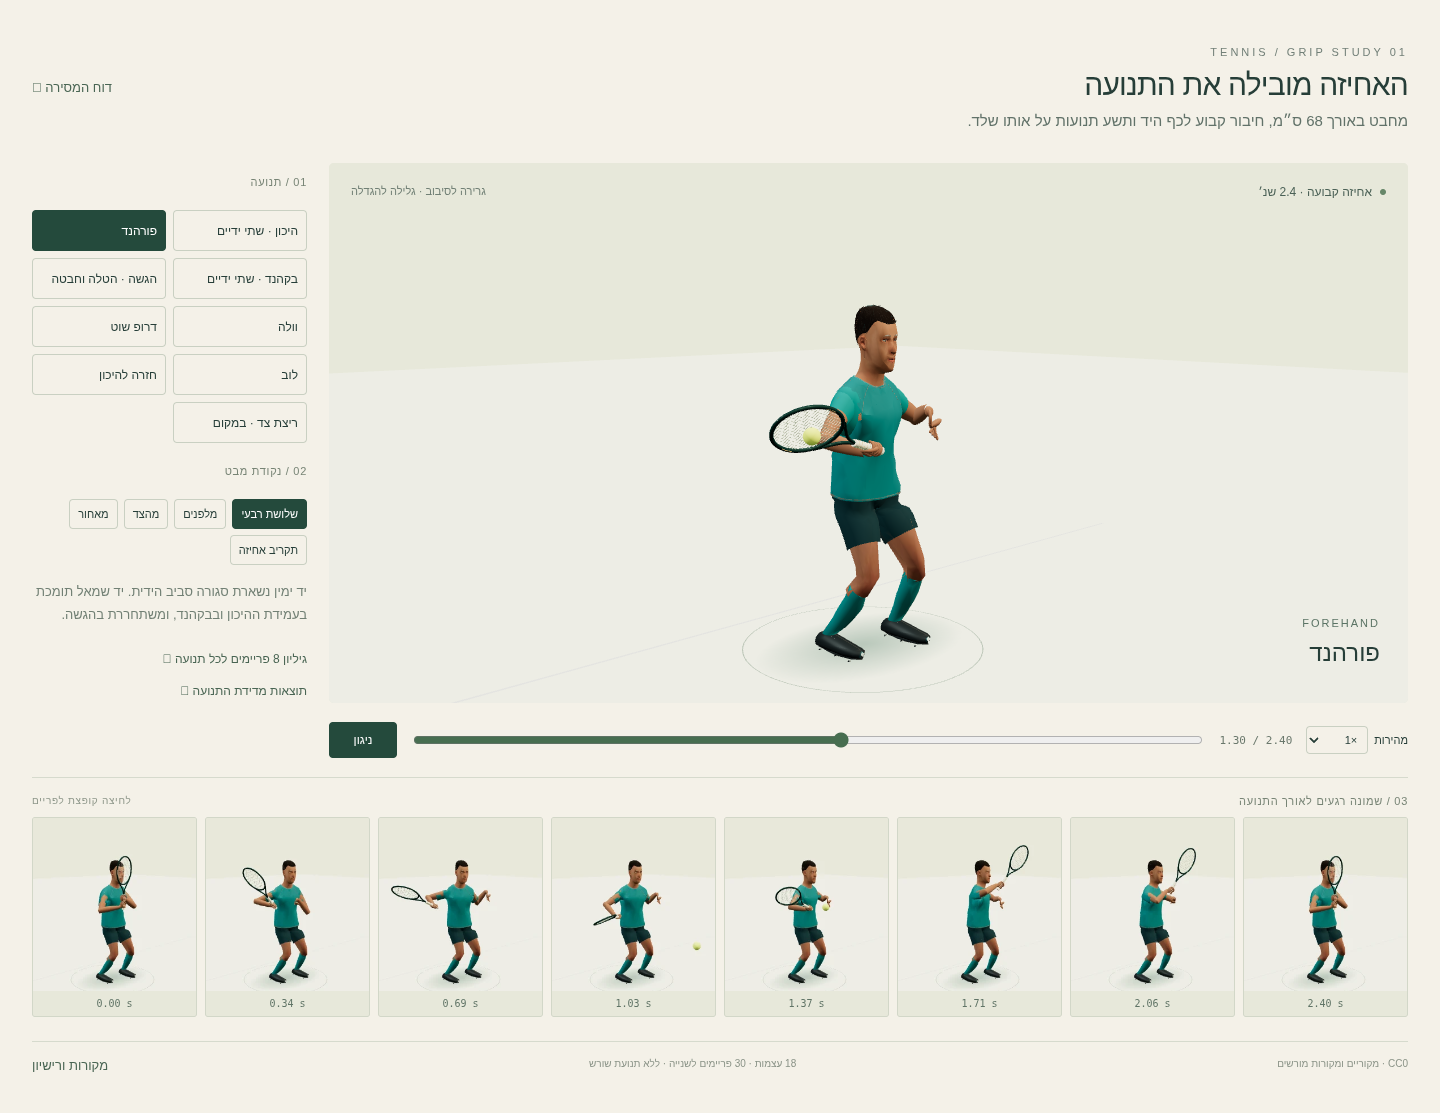 TENNIS / GRIP STUDY 01
האחיזה מובילה את התנועה
מחבט באורך 68 ס״מ, חיבור קבוע לכף היד ותשע תנועות על אותו שלד.
דוח המסירה
אחיזה קבועה · 2.4 שנ׳
גרירה לסיבוב · גלילה להגדלה
FOREHAND
פורהנד
01 / תנועה
היכון · שתי ידיים
פורהנד
בקהנד · שתי ידיים
הגשה · הטלה וחבטה
וולה
דרופ שוט
לוב
חזרה להיכון
ריצת צד · במקום
02 / נקודת מבט
שלושת רבעי
מלפנים
מהצד
מאחור
תקריב אחיזה
יד ימין נשארת סגורה סביב הידית. יד שמאל תומכת
בעמידת ההיכון ובבקהנד, ומשתחררת בהגשה.
גיליון 8 פריימים לכל תנועה
תוצאות מדידת התנועה
מהירות
1×
1.30 / 2.40
ניגון
03 / שמונה רגעים לאורך התנועה
לחיצה קופצת לפריים
0.00 s
0.34 s
0.69 s
1.03 s
1.37 s
1.71 s
2.06 s
2.40 s
CC0 · מקוריים ומקורות מורשים
18 עצמות · 30 פריימים לשנייה · ללא תנועת שורש
מקורות ורישיון